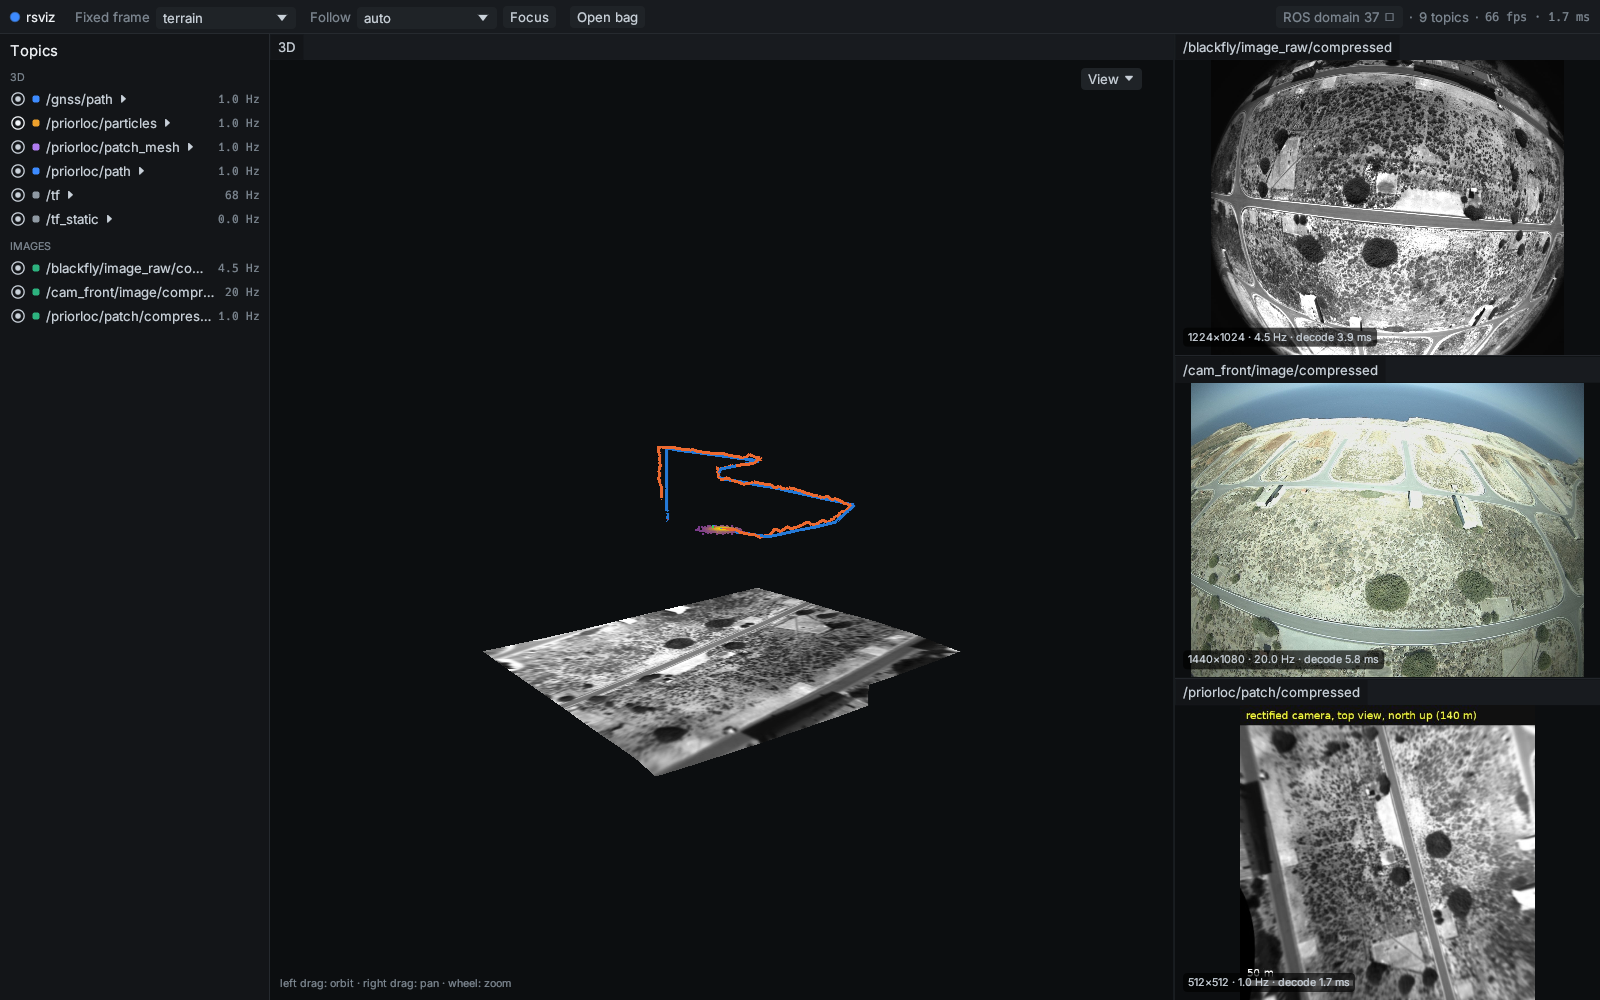 rsviz
Fixed frame
terrain
Follow
auto
Focus
Open bag
ROS domain 37
· 9 topics · 66 fps · 1.7 ms
Topics
3D
/gnss/path
1.0 Hz
/priorloc/particles
1.0 Hz
/priorloc/patch_mesh
1.0 Hz
/priorloc/path
1.0 Hz
/tf
68 Hz
/tf_static
0.0 Hz
IMAGES
/blackfly/image_raw/co...
4.5 Hz
/cam_front/image/compr...
20 Hz
/priorloc/patch/compres...
1.0 Hz
3D
View
left drag: orbit · right drag: pan · wheel: zoom
/blackfly/image_raw/compressed
1224×1024 · 4.5 Hz · decode 3.9 ms
/cam_front/image/compressed
1440×1080 · 20.0 Hz · decode 5.8 ms
/priorloc/patch/compressed
rectified camera, top view, north up (140 m)
50 m
512×512 · 1.0 Hz · decode 1.7 ms